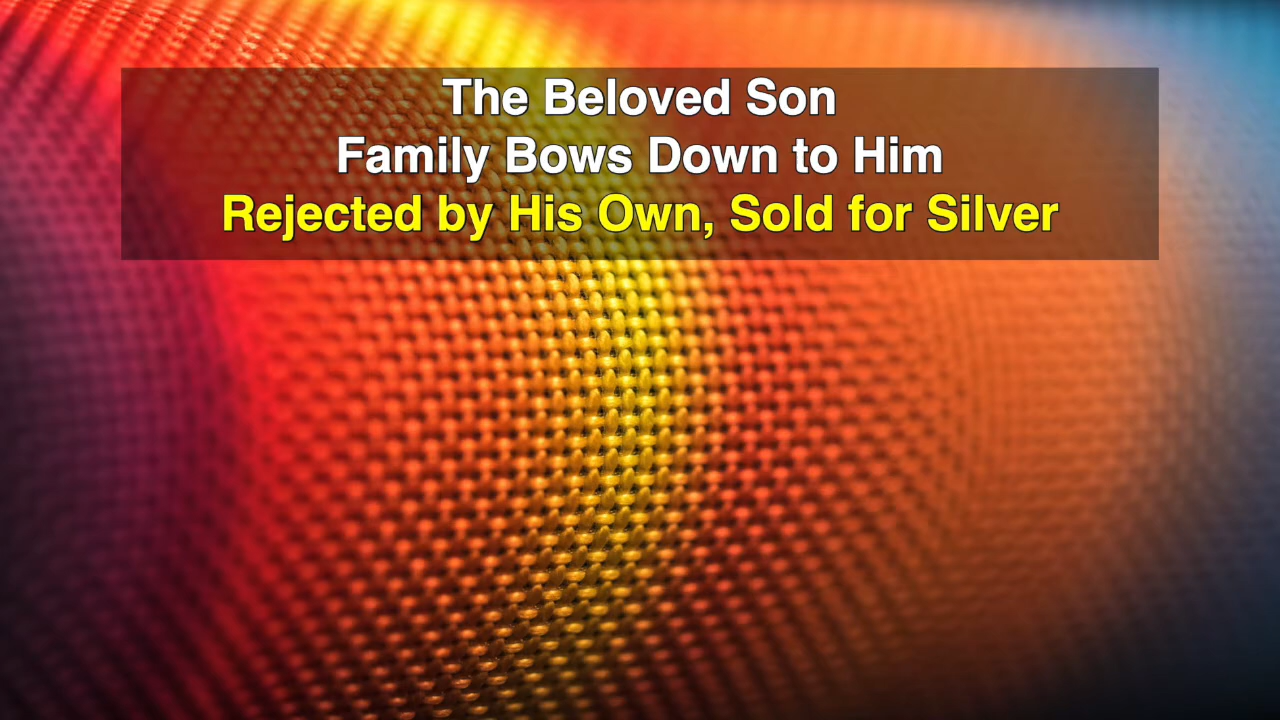 The Beloved Son
Family Bows Down to Him
Rejected by His Own, Sold for Silver